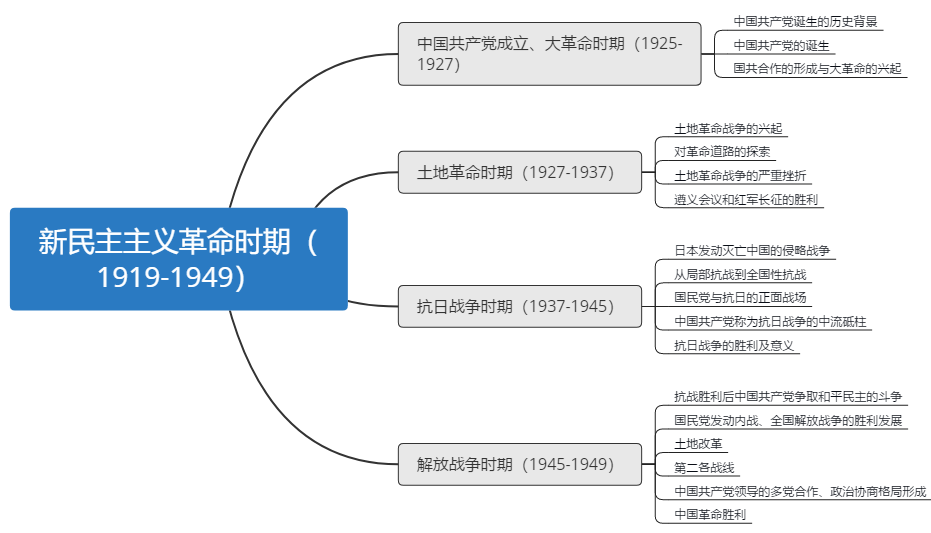 新民主主义革命时期（
1919-1949）
中国共产党成立、大革命时期（1925-
1927）
中国共产党诞生的历史背景
中国共产党的诞生
国共合作的形成与大革命的兴起
土地革命时期（1927-1937）
土地革命战争的兴起
对革命道路的探索
土地革命战争的严重挫折
遵义会议和红军长征的胜利
抗日战争时期（1937-1945）
日本发动灭亡中国的侵略战争
从局部抗战到全国性抗战
国民党与抗日的正面战场
中国共产党称为抗日战争的中流砥柱
抗日战争的胜利及意义
解放战争时期（1945-1949）
抗战胜利后中国共产党争取和平民主的斗争
国民党发动内战、全国解放战争的胜利发展
土地改革
第二各战线
中国共产党领导的多党合作、政治协商格局形成
中国革命胜利